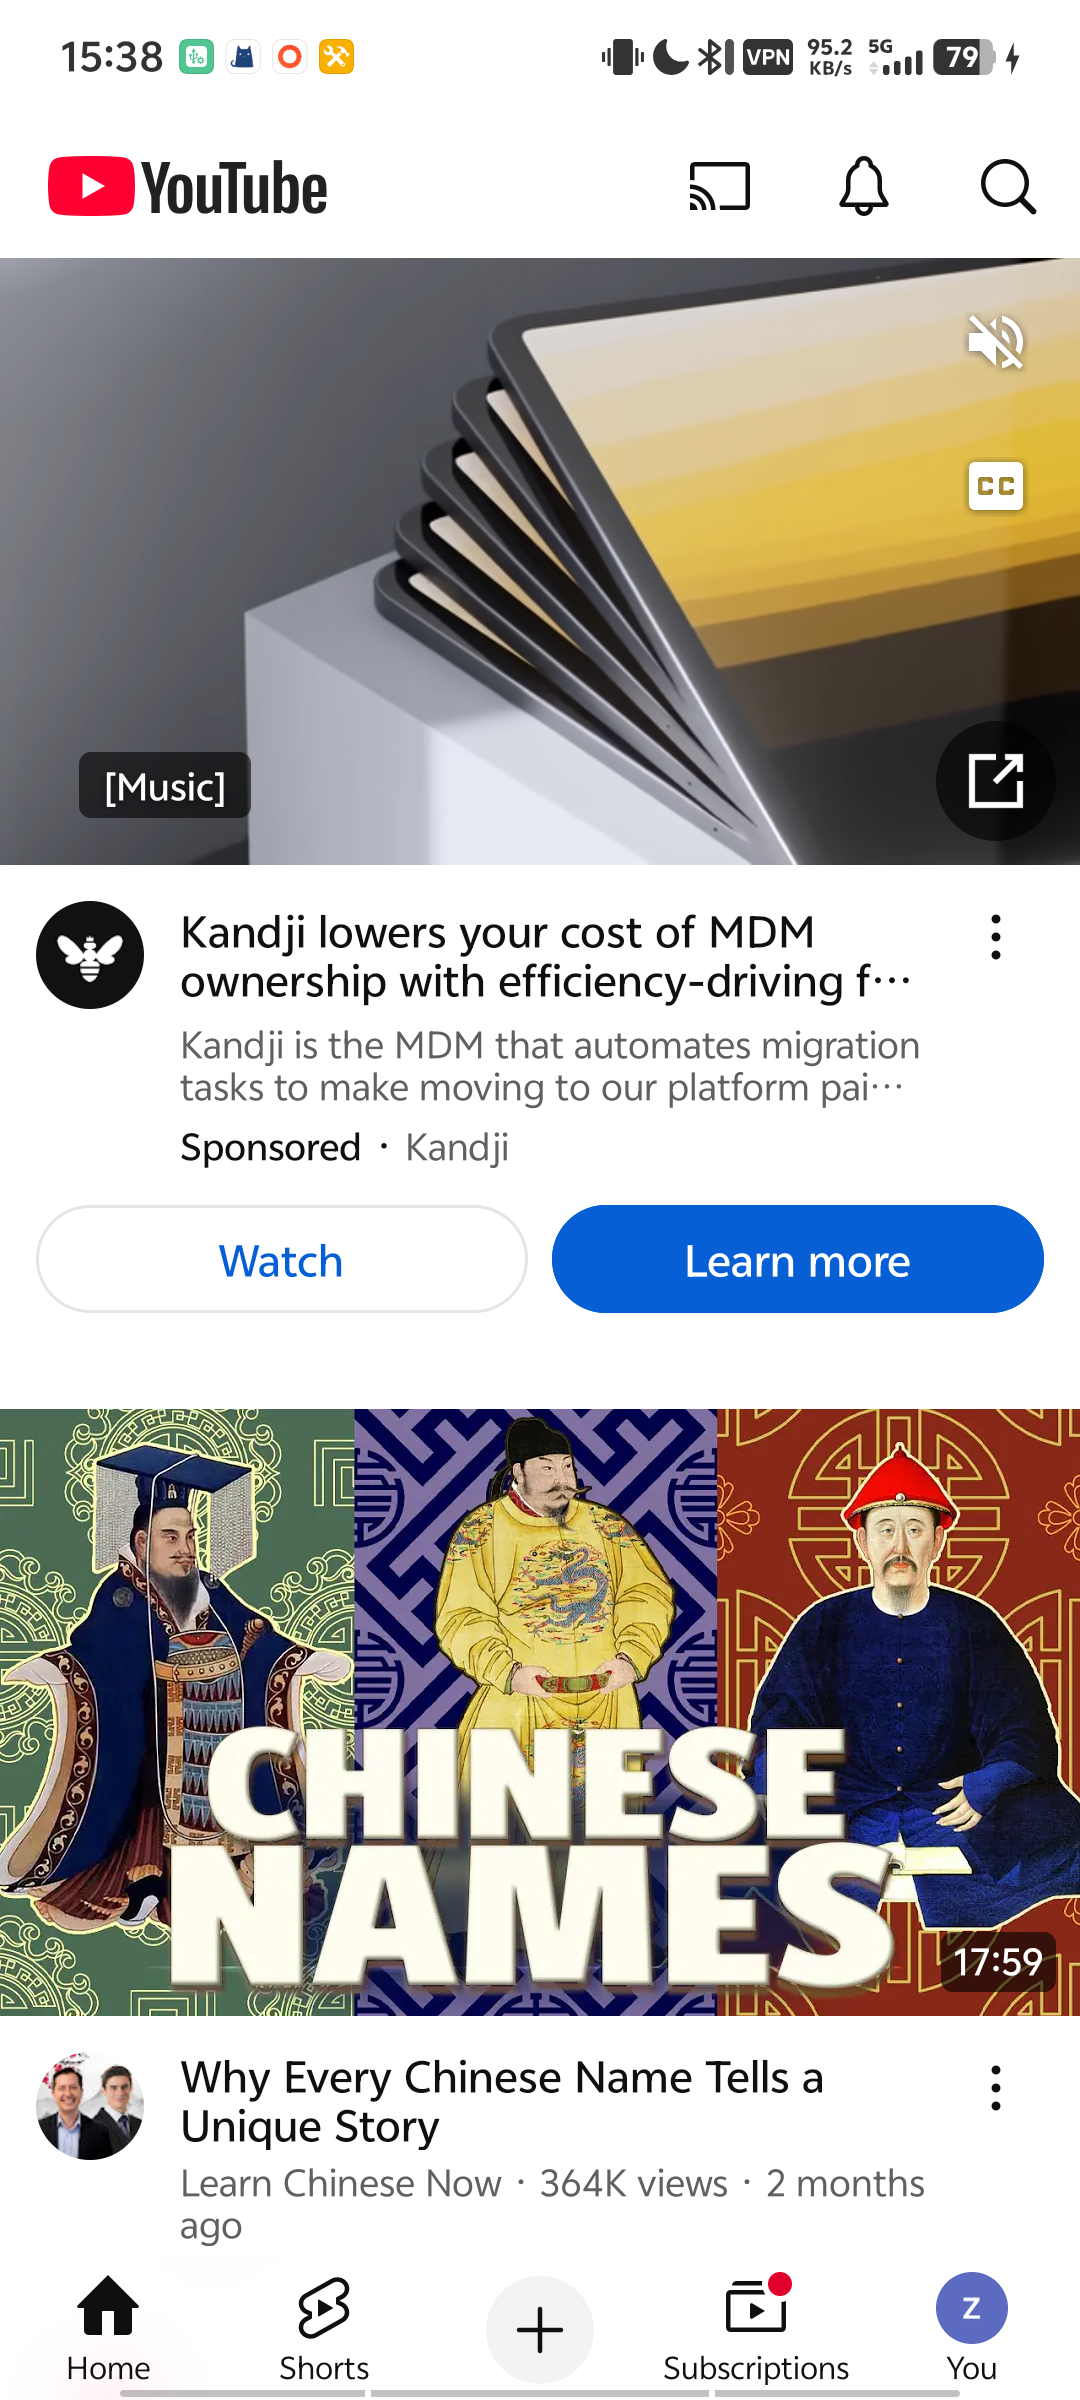 15:38
VPN
95.2
KB/s
5G
79
YouTube
CC
[Music]
Kandji lowers your cost of MDM
ownership with efficiency-driving f…
Kandji is the MDM that automates migration
tasks to make moving to our platform pai…
Sponsored · Kandji
Watch
Learn more
CHINESE
NAMES
17:59
Why Every Chinese Name Tells a
Unique Story
Learn Chinese Now · 364K views · 2 months
ago
Home
Shorts
Subscriptions
Z
You